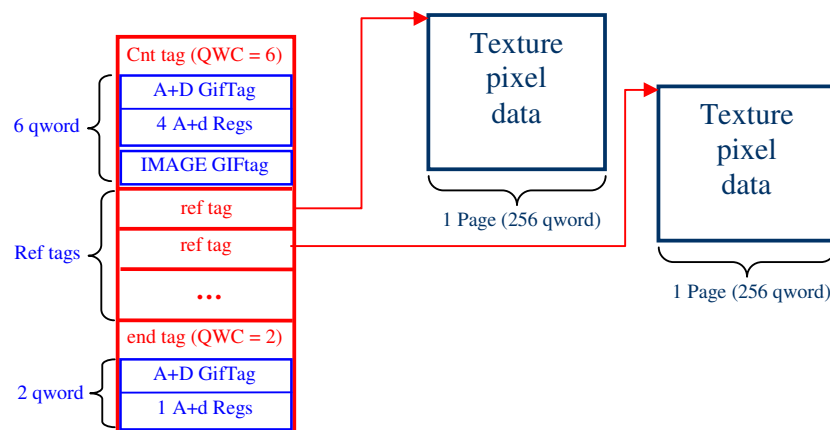 Cnt tag (QWC = 6)
A+D GifTag
4 A+d Regs
IMAGE GIFtag
6 qword
ref tag
ref tag
...
Ref tags
end tag (QWC = 2)
A+D GifTag
1 A+d Regs
2 qword
Texture
pixel
data
1 Page (256 qword)
Texture
pixel
data
1 Page (256 qword)